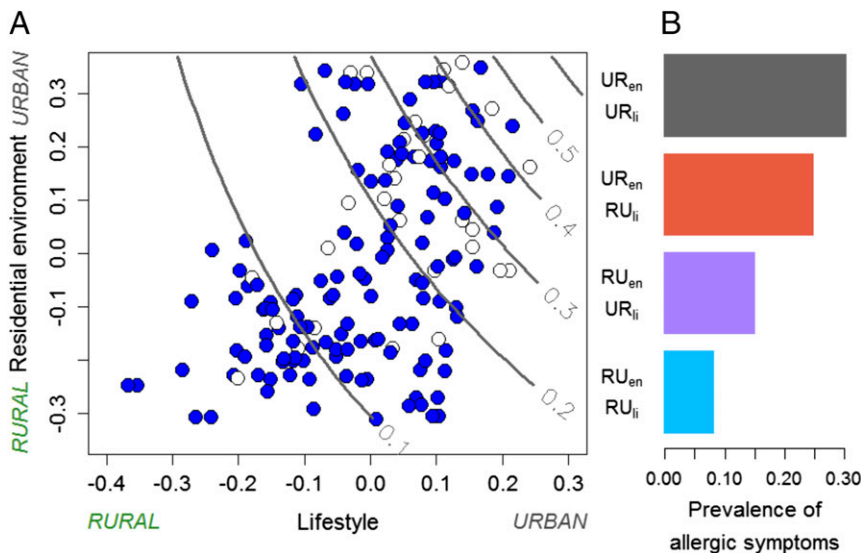 A
B
RURAL Residential environment URBAN
0.3
0.2
0.1
0.0
-0.1
-0.3
0.5
0.4
0.3
0.2
0.1
-0.4 -0.3 -0.2 -0.1 0.0 0.1 0.2 0.3
RURAL Lifestyle URBAN
URen
URli
URen
RUli
RUen
URli
RUen
RUli
0.00 0.10 0.20 0.30
Prevalence of
allergic symptoms